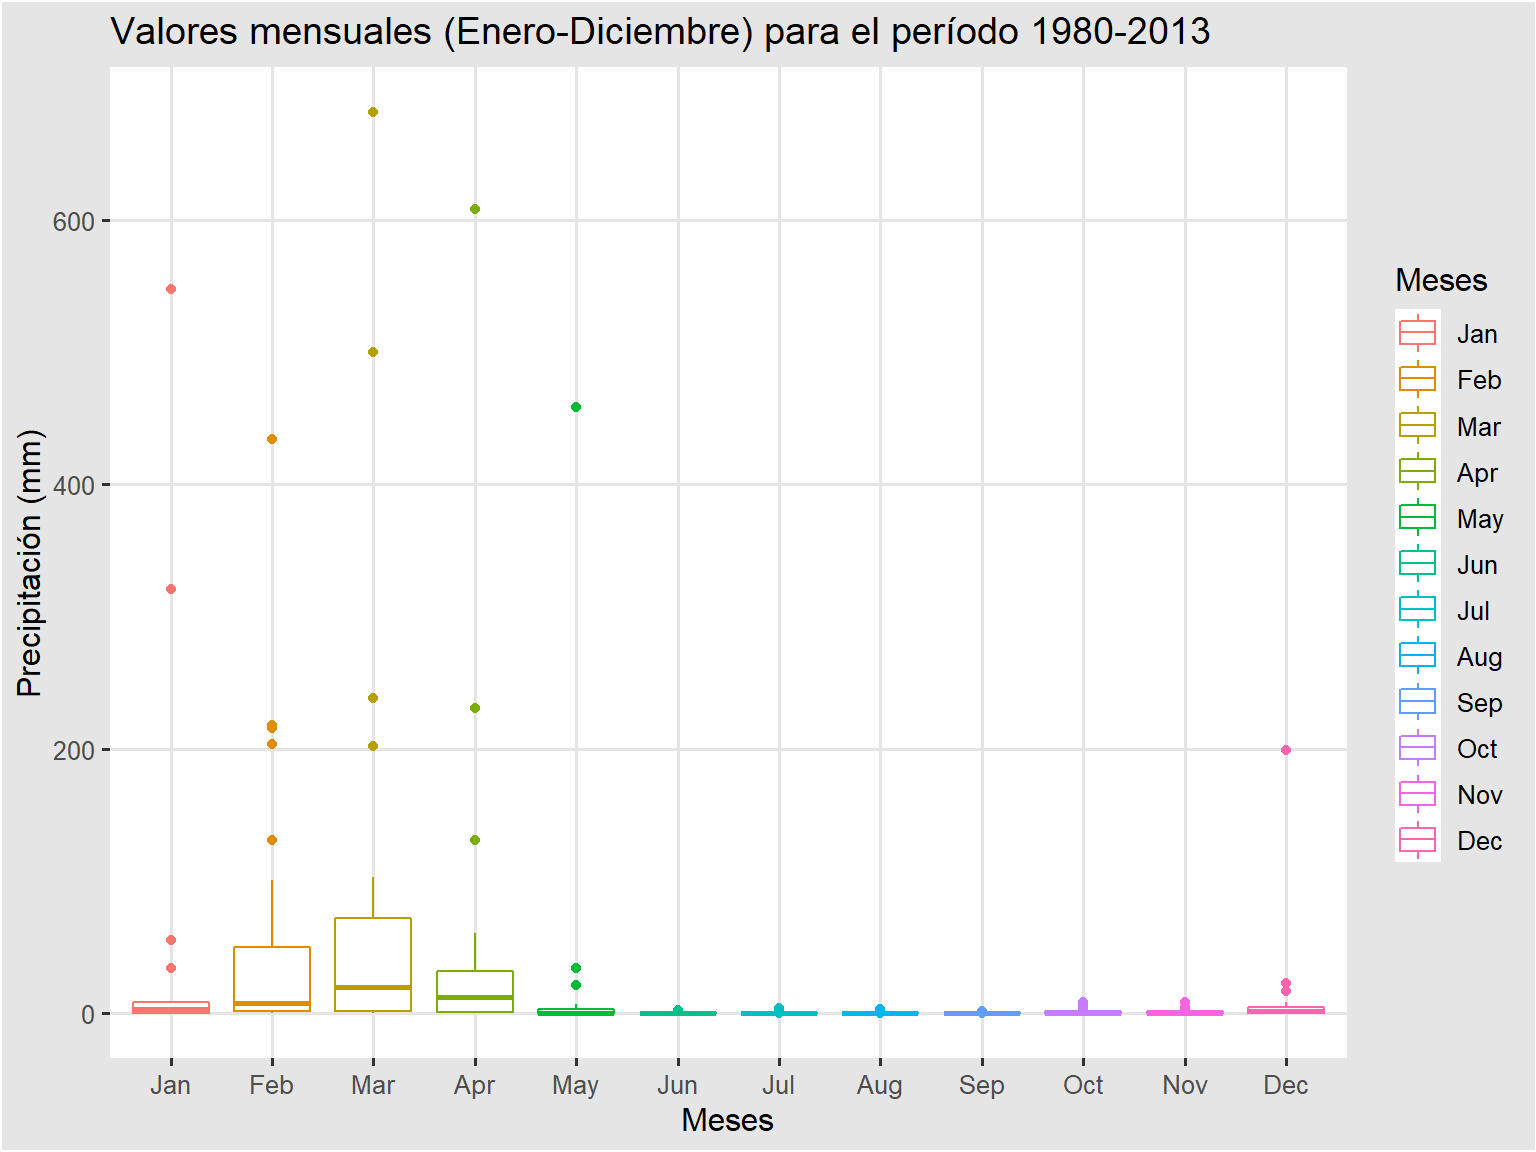 Valores mensuales (Enero-Diciembre) para el período 1980-2013
Precipitación (mm)
600
400
200
0
Jan Feb Mar Apr May Jun Jul Aug Sep Oct Nov Dec
Meses
Meses
Jan
Feb
Mar
Apr
May
Jun
Jul
Aug
Sep
Oct
Nov
Dec